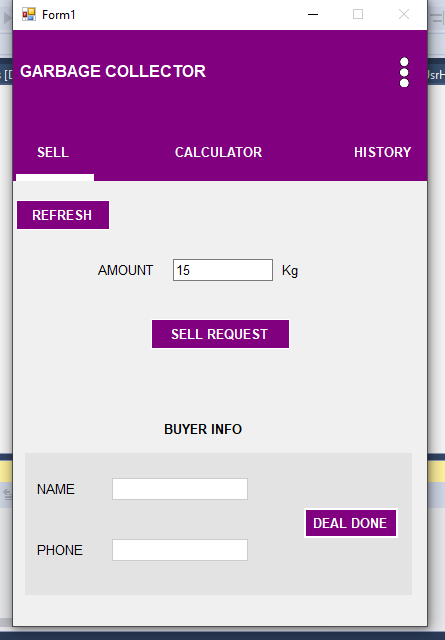 Form1
GARBAGE COLLECTOR
SELL CALCULATOR HISTORY
REFRESH
AMOUNT 15 Kg
SELL REQUEST
BUYER INFO
NAME
DEAL DONE
PHONE